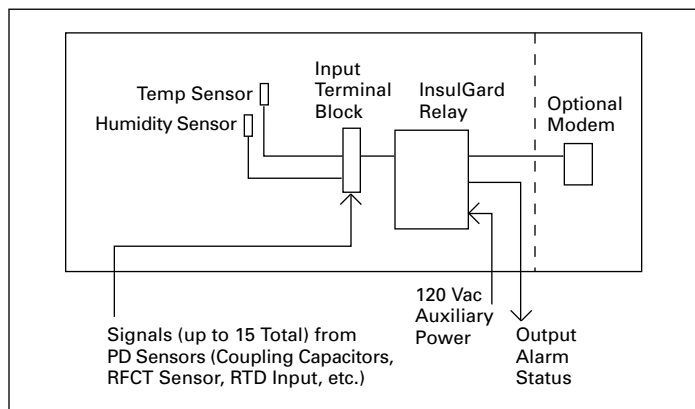 Temp Sensor
Humidity Sensor
Input
Terminal
Block
InsulGard
Relay
Optional
Modem
Signals (up to 15 Total) from
PD Sensors (Coupling Capacitors,
RFCT Sensor, RTD Input, etc.)
120 Vac
Auxiliary
Power
Output
Alarm
Status